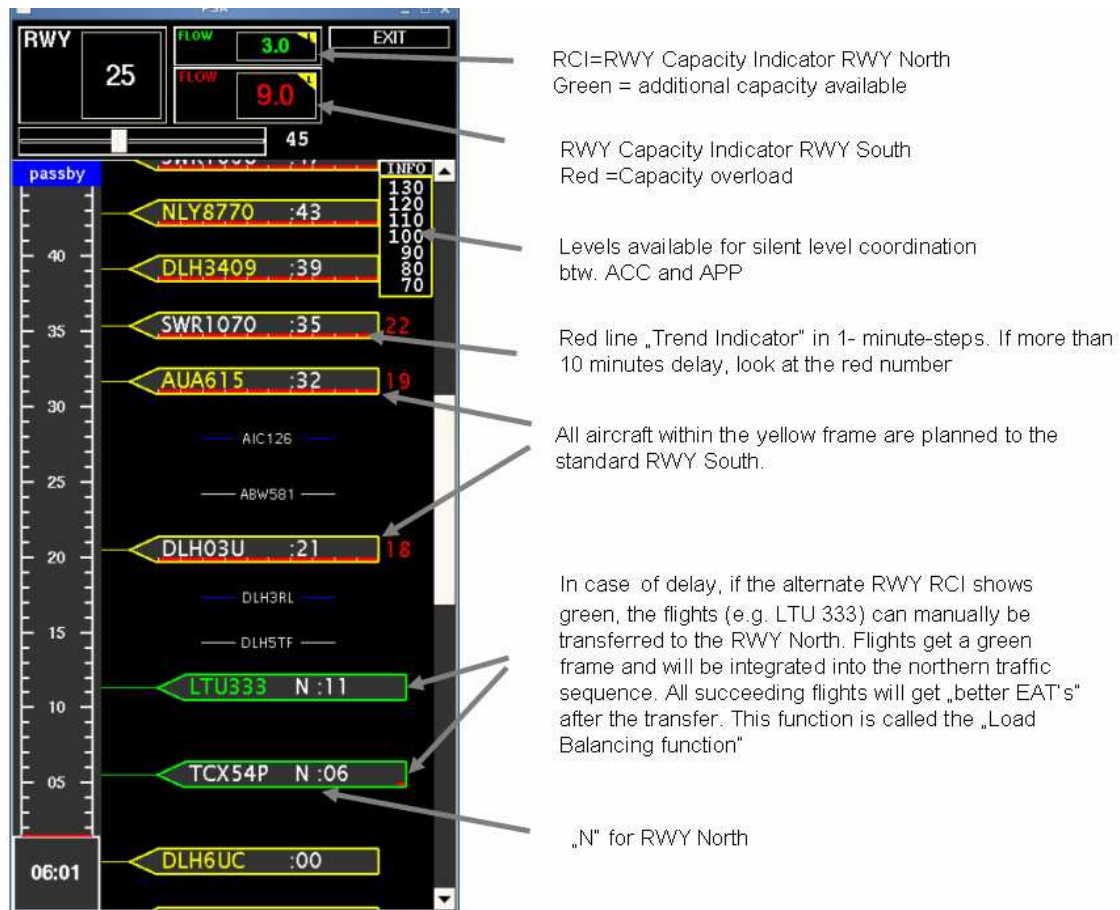 RWY
25
FLOW
3.0
L
EXIT
FLOW
9.0
L
45
passby
INFO
130
120
110
100
90
80
70
NLY8770 :43
40
DLH3409 :39
35
SWR1070 :35 22
AUA615 :32 19
30
AIC126
25
ABW581
20
DLH03U :21 18
DLH3RL
15
DLH5TF
LTU333 N :11
10
TCX54P N :06
05
DLH6UC :00
06:01
RCI=RWY Capacity Indicator RWY North
Green = additional capacity available
RWY Capacity Indicator RWY South
Red =Capacity overload
Levels available for silent level coordination
btw. ACC and APP
Red line „Trend Indicator" in 1- minute-steps. If more than
10 minutes delay, look at the red number
All aircraft within the yellow frame are planned to the
standard RWY South.
In case of delay, if the alternate RWY RCI shows
green, the flights (e.g. LTU 333) can manually be
transferred to the RWY North. Flights get a green
frame and will be integrated into the northern traffic
sequence. All succeeding flights will get „better EAT's"
after the transfer. This function is called the „Load
Balancing function"
„N" for RWY North